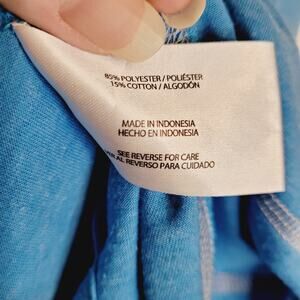 85% POLYESTER / POLIÉSTER
15% COTTON / ALGODÓN
MADE IN INDONESIA
HECHO EN INDONESIA
SEE REVERSE FOR CARE
AL REVERSO PARA CUIDADO